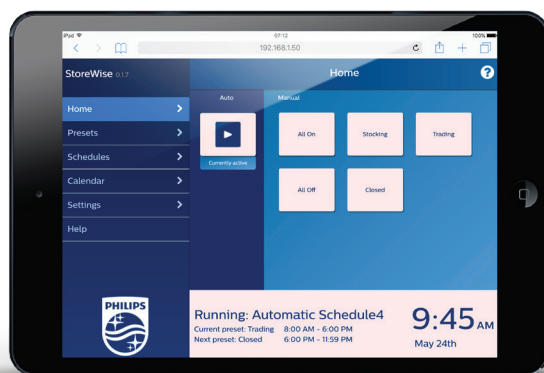 iPad 07:12 100%
192.168.1.50
StoreWise 0.1.7 Home ?
Home
Presets
Schedules
Calendar
Settings
Help
Auto Manual
Currently active
All On Stocking Trading
All Off Closed
PHILIPS
Running: Automatic Schedule4
Current preset: Trading 8:00 AM - 6:00 PM
Next preset: Closed 6:00 PM - 11:59 PM
9:45 AM
May 24th